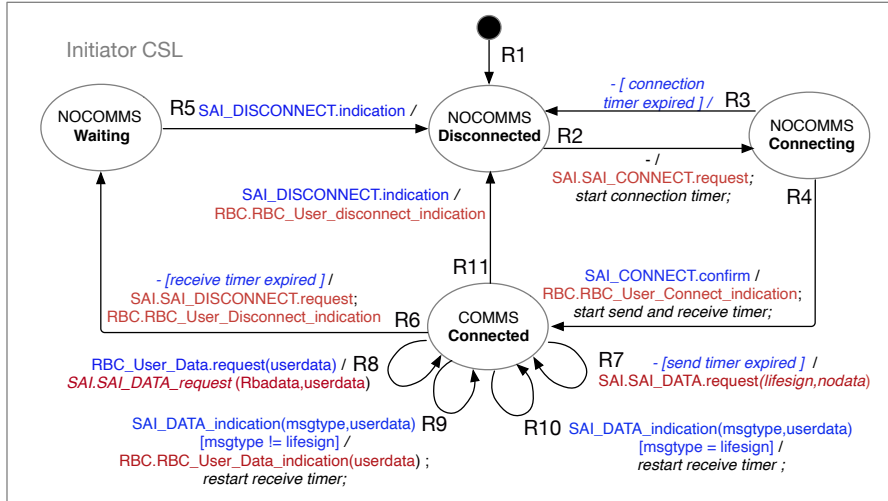 Initiator CSL
R1
NOCOMMS
Waiting
R5 SAI_DISCONNECT.indication /
NOCOMMS
Disconnected
- [ connection
timer expired ] /
R3
R2
NOCOMMS
Connecting
- /
SAI.SAI_CONNECT.request;
start connection timer;
R4
SAI_DISCONNECT.indication /
RBC.RBC_User_disconnect_indication
R11
- [receive timer expired ] /
SAI.SAI_DISCONNECT.request;
RBC.RBC_User_Disconnect_indication
R6
SAI_CONNECT.confirm /
RBC.RBC_User_Connect_indication;
start send and receive timer;
COMMS
Connected
RBC_User_Data.request(userdata) / R8
SAI.SAI_DATA_request (Rbadata,userdata)
R7
- [send timer expired ] /
SAI.SAI_DATA.request(lifesign,nodata)
SAI_DATA_indication(msgtype,userdata) R9
[msgtype != lifesign] /
RBC.RBC_User_Data_indication(userdata) ;
restart receive timer;
R10 SAI_DATA_indication(msgtype,userdata)
[msgtype = lifesign] /
restart receive timer ;